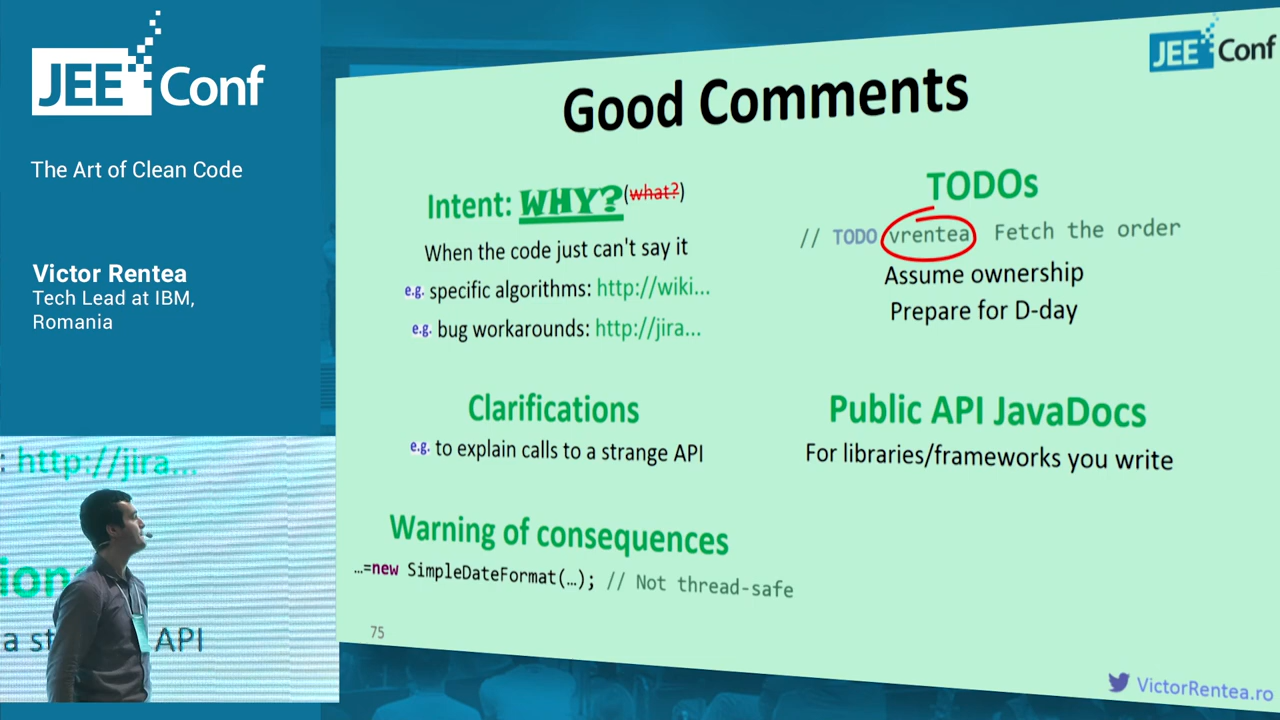 JEE Conf
The Art of Clean Code
Victor Rentea
Tech Lead at IBM,
Romania
: http://jira...
ion
a st API
JEE Conf
Good Comments
Intent: WHY? (what?)
When the code just can't say it
e.g. specific algorithms: http://wiki...
e.g. bug workarounds: http://jira...
Clarifications
e.g. to explain calls to a strange API
Warning of consequences
...=new SimpleDateFormat(...); // Not thread-safe
75
TODOs
// TODO vrentea Fetch the order
Assume ownership
Prepare for D-day
Public API JavaDocs
For libraries/frameworks you write
VictorRentea.ro